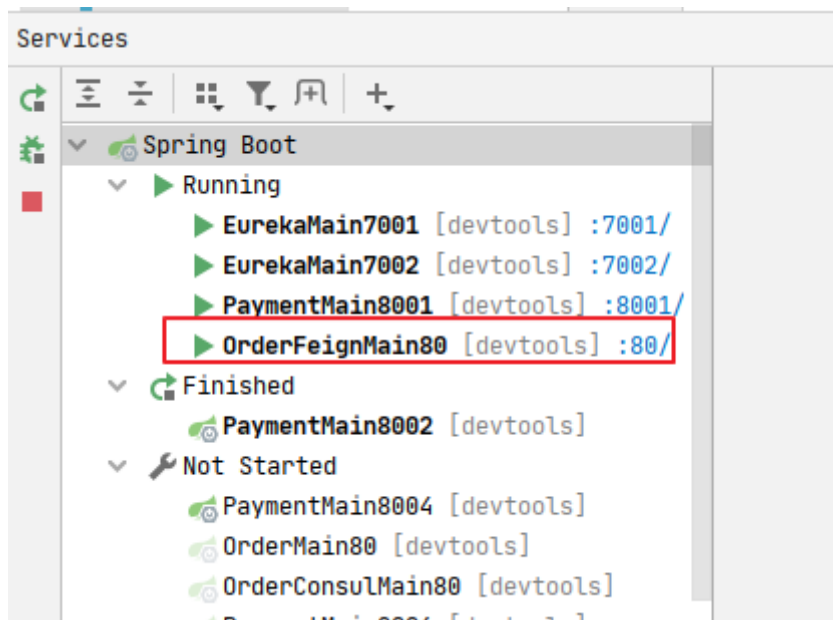 Services
Spring Boot
Running
EurekaMain7001 [devtools] :7001/
EurekaMain7002 [devtools] :7002/
PaymentMain8001 [devtools] :8001/
OrderFeignMain80 [devtools] :80/
Finished
PaymentMain8002 [devtools]
Not Started
PaymentMain8004 [devtools]
OrderMain80 [devtools]
OrderConsulMain80 [devtools]